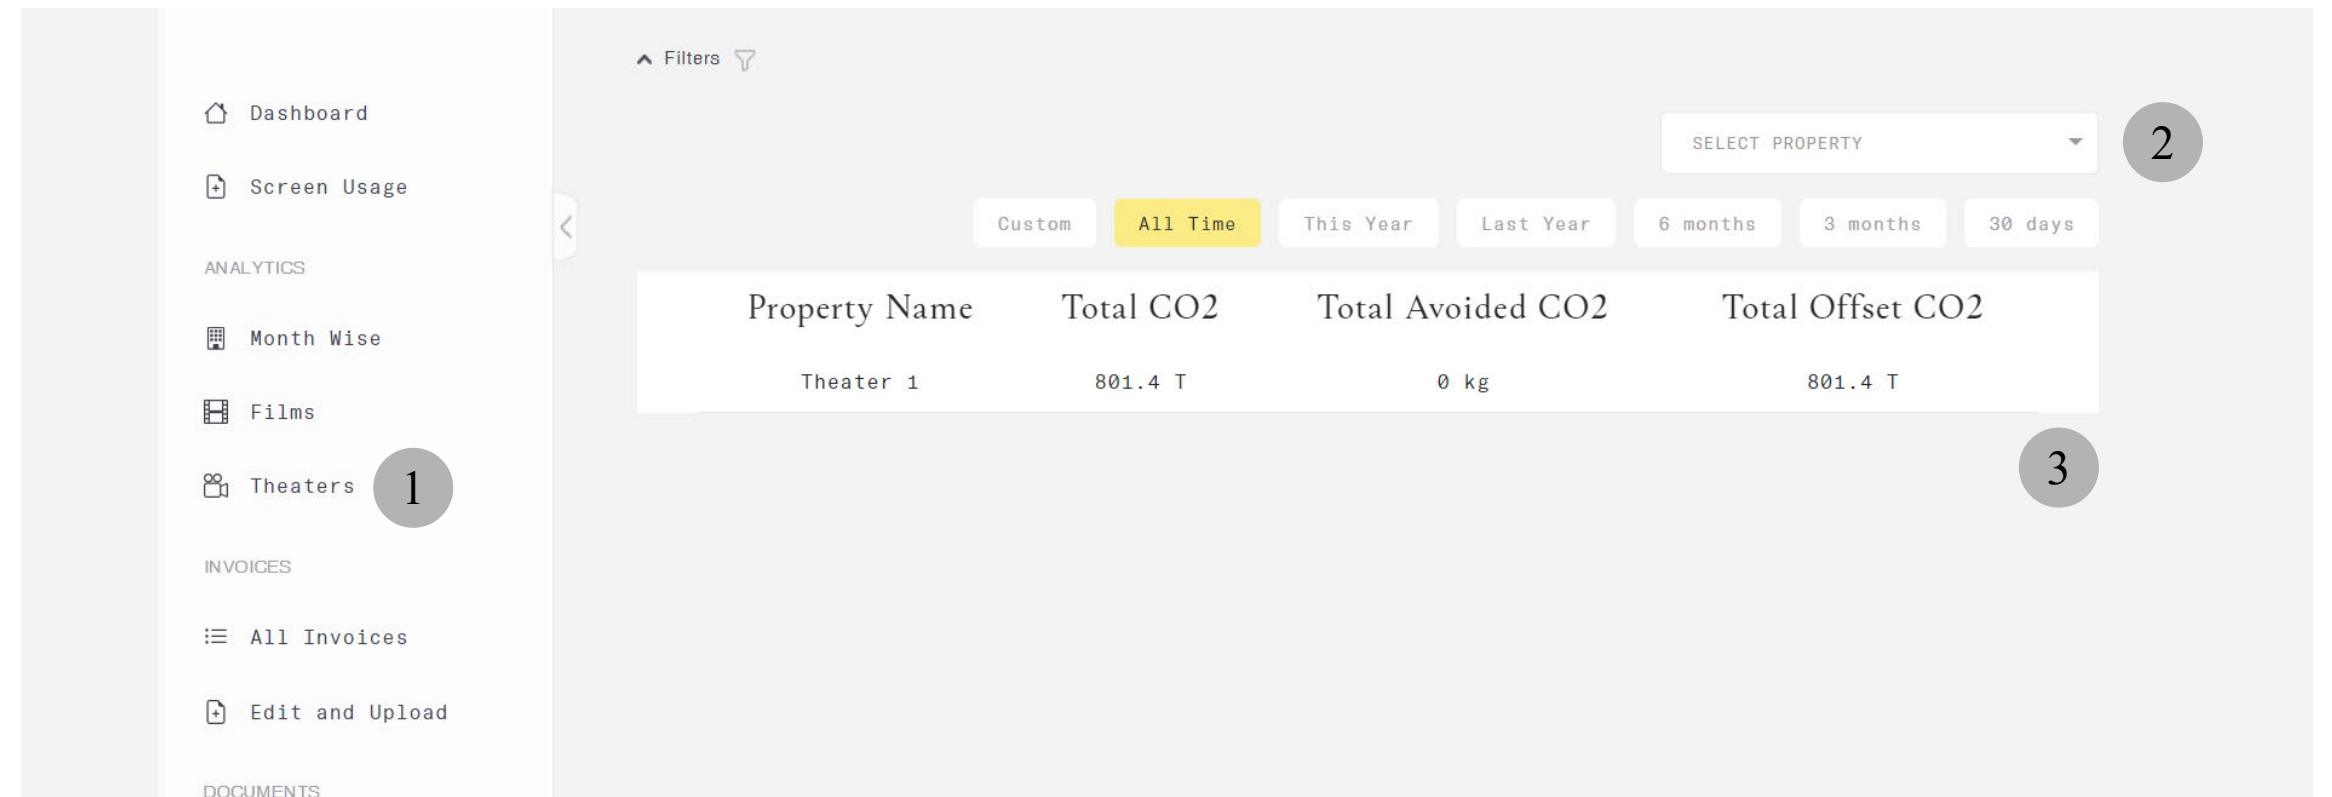 Filters
Dashboard
SELECT PROPERTY
2
Screen Usage
Custom
All Time
This Year
Last Year
6 months
3 months
30 days
ANALYTICS
Property Name
Total CO2
Total Avoided CO2
Total Offset CO2
Month Wise
Theater 1
801.4 T
0 kg
801.4 T
Films
3
Theaters
1
INVOICES
All Invoices
Edit and Upload
DOCUMENTS